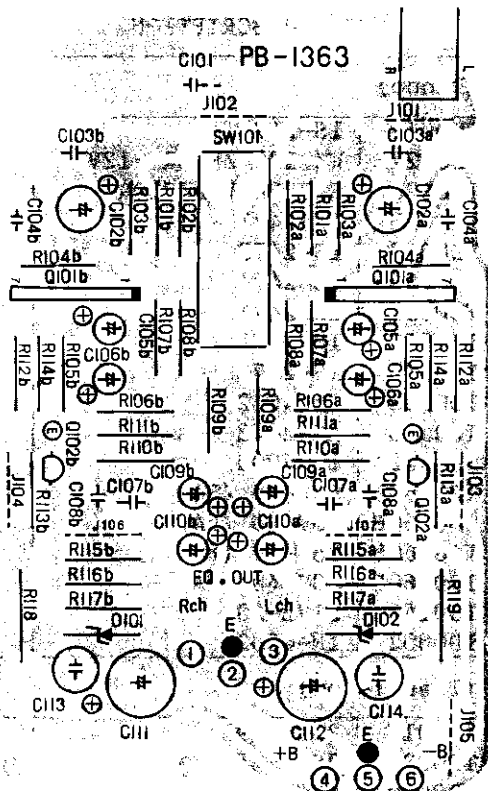 C101 PB-1363
J102
R L
J101
C103b SW101 C103a
C104b C102b R103b R101b R102b R102a R101a R103a C102a C104a
R104b R104a
Q101b Q101a
C105b R107b R108b R108a R107a C105a
R112b R114b R105b C106b C106a R105a R114a R112a
R106b R109b R109a R106a
R111b R111a
R110b R110a
E E
Q102b C109b C109a
J104 R113b C108b C107b C107a C108a Q102a R113a J103
C110b C110a
J106 J107
R115b R115a
EQ.OUT
R116b R116a
R118 R117b Rch Lch R117a R119
D101 E D102
1 2 3
C113 C111 C112 C114 J105
+B E -B
4 5 6